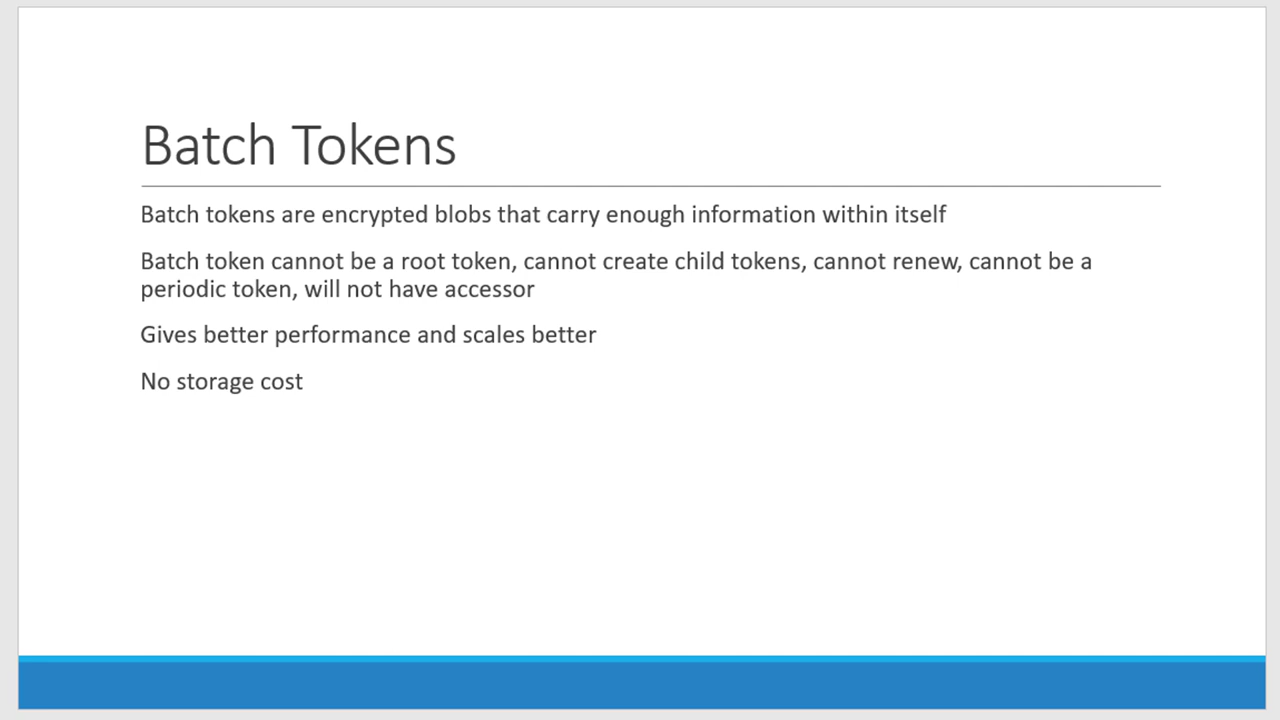 Batch Tokens
Batch tokens are encrypted blobs that carry enough information within itself
Batch token cannot be a root token, cannot create child tokens, cannot renew, cannot be a
periodic token, will not have accessor
Gives better performance and scales better
No storage cost